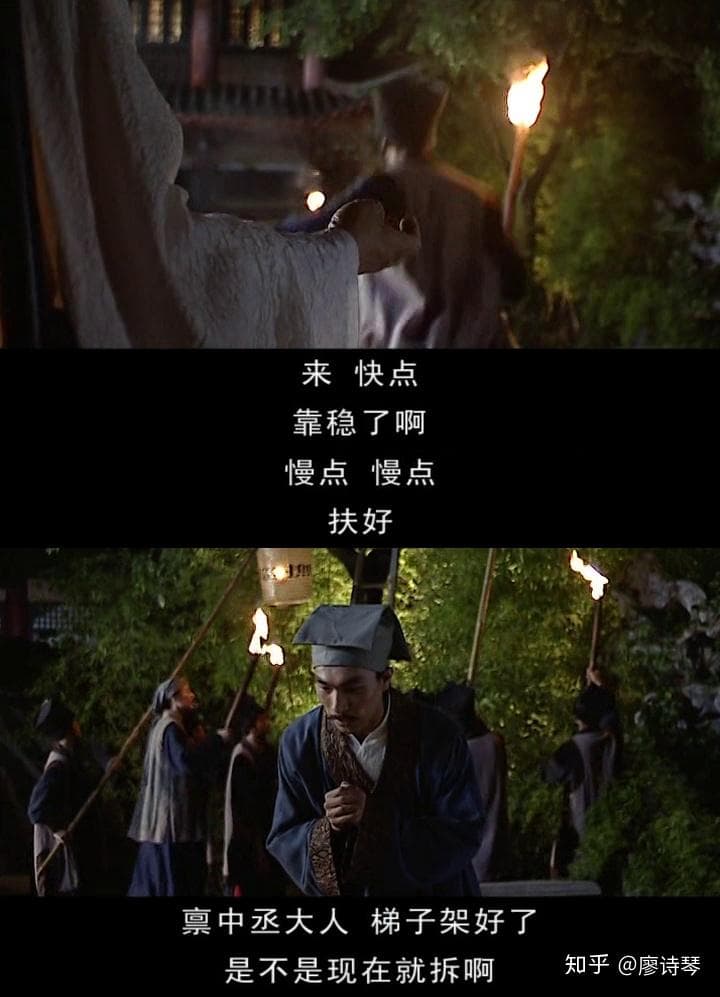 来 快点
靠稳了啊
慢点 慢点
扶好
禀中丞大人 梯子架好了
是不是现在就拆啊
知乎 @廖诗琴